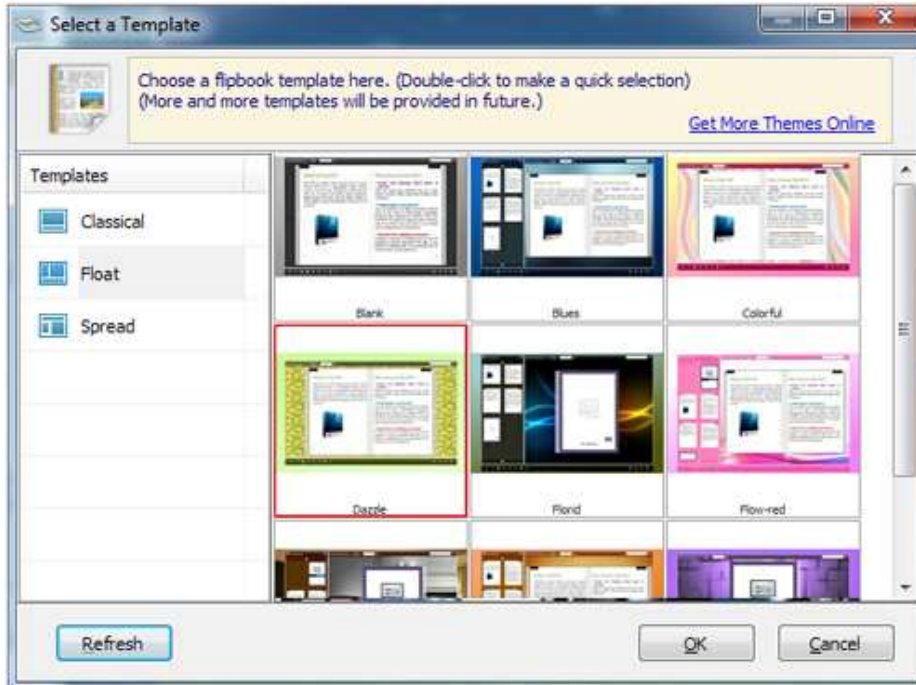 Select a Template
Choose a flipbook template here. (Double-click to make a quick selection)
(More and more templates will be provided in future.)
Get More Themes Online
Templates
Classical
Float
Spread
Blank
Blues
Colorful
Dazzle
Florid
Flow-red
Refresh
OK
Cancel